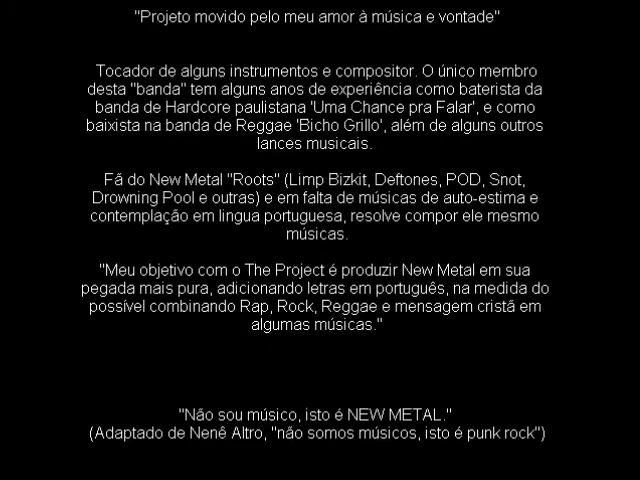 "Projeto movido pelo meu amor à música e vontade"
Tocador de alguns instrumentos e compositor. O único membro
desta "banda" tem alguns anos de experiência como baterista da
banda de Hardcore paulistana 'Uma Chance pra Falar', e como
baixista na banda de Reggae 'Bicho Grillo', além de alguns outros
lances musicais.
Fã do New Metal "Roots" (Limp Bizkit, Deftones, POD, Snot,
Drowning Pool e outras) e em falta de músicas de auto-estima e
contemplação em lingua portuguesa, resolve compor ele mesmo
músicas.
"Meu objetivo com o The Project é produzir New Metal em sua
pegada mais pura, adicionando letras em português, na medida do
possível combinando Rap, Rock, Reggae e mensagem cristã em
algumas músicas."
"Não sou músico, isto é NEW METAL."
(Adaptado de Nenê Altro, "não somos músicos, isto é punk rock")